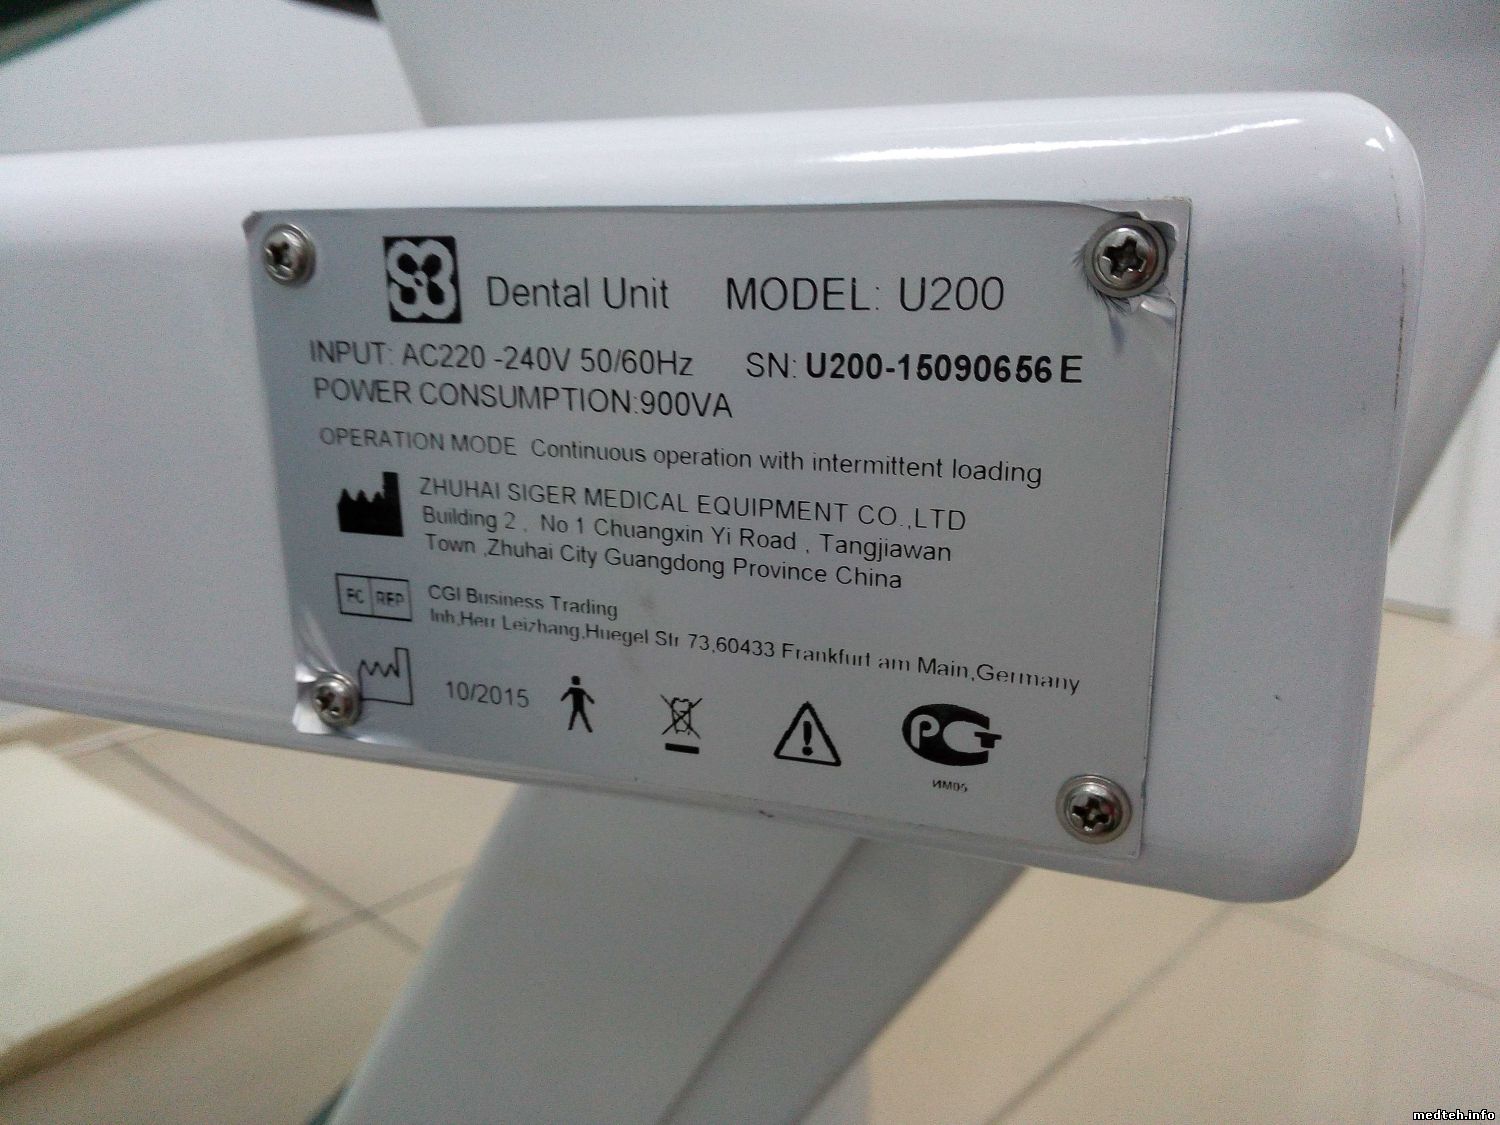 Dental Unit MODEL: U200
INPUT: AC220 -240V 50/60Hz SN: U200-15090656 E
POWER CONSUMPTION:900VA
OPERATION MODE Continuous operation with intermittent loading
ZHUHAI SIGER MEDICAL EQUIPMENT CO.,LTD
Building 2 , No 1 Chuangxin Yi Road , Tangjiawan
Town ,Zhuhai City Guangdong Province China
EC REP
CGI Business Trading
Inh,Herr Leizhang,Huegel Str 73,60433 Frankfurt am Main,Germany
10/2015
РСТ
ИМ05
medteh.info